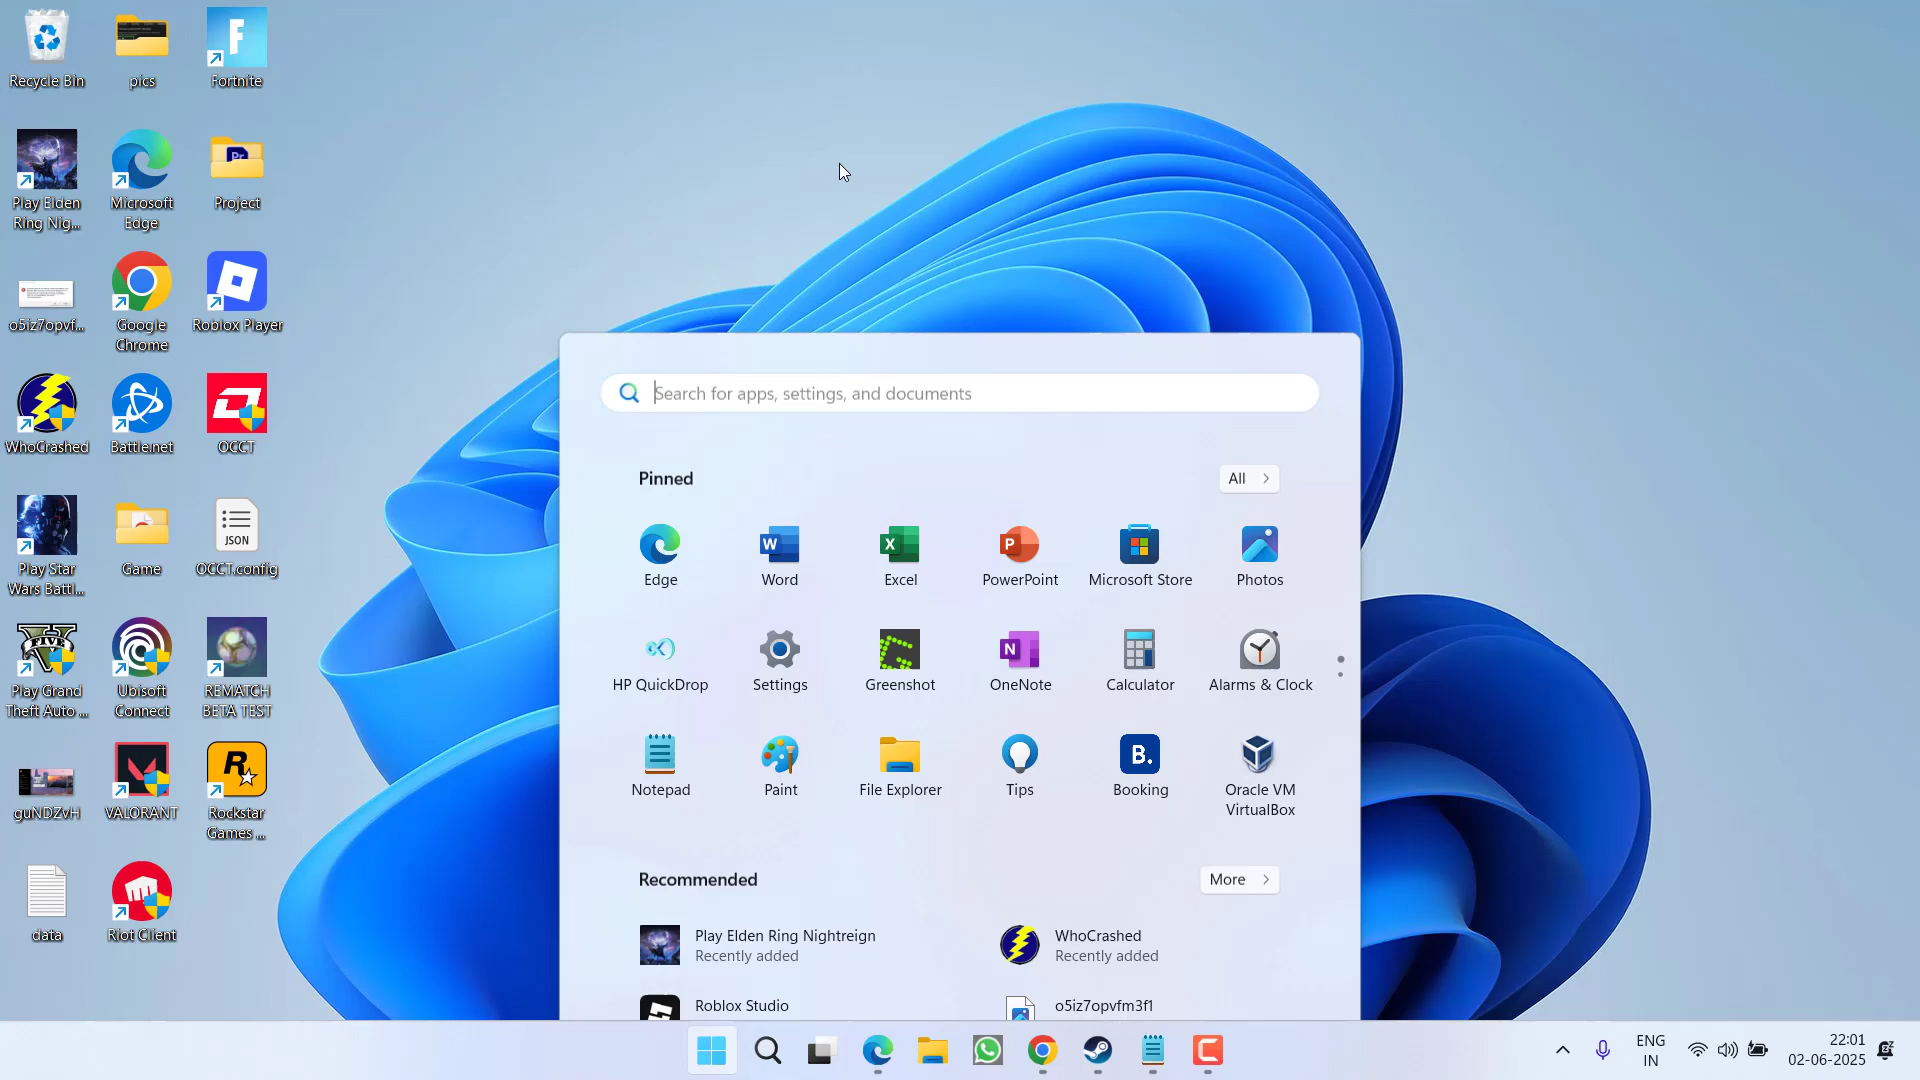 Recycle Bin
pics
Fortnite
Play Elden
Ring Nig...
Microsoft
Edge
Project
o5iz7opvf...
Google
Chrome
Roblox Player
WhoCrashed
Battle.net
OCCT
Play Star
Wars Battl...
Game
JSON
OCCT.config
FIVE
Play Grand
Theft Auto ...
Ubisoft
Connect
REMATCH
BETA TEST
guNDZvH
VALORANT
Rockstar
Games ...
data
Riot Client
Search for apps, settings, and documents
Pinned
All
Edge
Word
Excel
PowerPoint
Microsoft Store
Photos
HP QuickDrop
Settings
Greenshot
OneNote
Calculator
Alarms & Clock
Notepad
Paint
File Explorer
Tips
B.
Booking
Oracle VM
VirtualBox
Recommended
More
Play Elden Ring Nightreign
Recently added
WhoCrashed
Recently added
Roblox Studio
o5iz7opvfm3f1
ENG
IN
22:01
02-06-2025